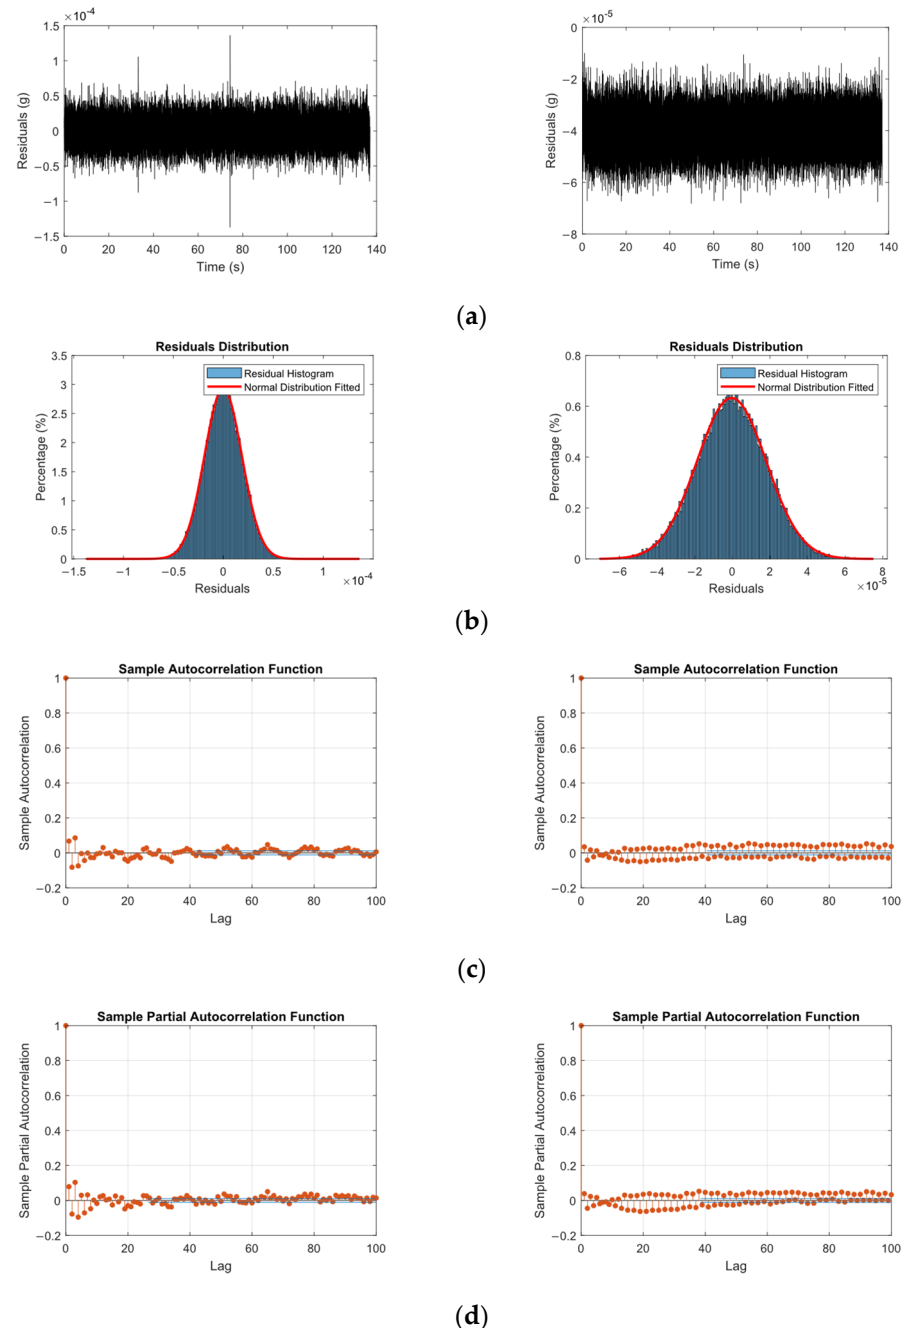 ×10⁻⁴
1.5
1
0.5
0
−0.5
−1
−1.5
Residuals (g)
0 20 40 60 80 100 120 140
Time (s)
×10⁻⁵
0
−2
−4
−6
−8
Residuals (g)
0 20 40 60 80 100 120 140
Time (s)
(a)
Residuals Distribution
3.5
3
2.5
2
1.5
1
0.5
0
Percentage (%)
Residual Histogram
Normal Distribution Fitted
−1.5 −1 −0.5 0 0.5
×10⁻⁴
Residuals
Residuals Distribution
0.8
0.6
0.4
0.2
0
Percentage (%)
Residual Histogram
Normal Distribution Fitted
−6 −4 −2 0 2 4 6 8
×10⁻⁵
Residuals
(b)
Sample Autocorrelation Function
1
0.8
0.6
0.4
0.2
0
−0.2
Sample Autocorrelation
0 20 40 60 80 100
Lag
Sample Autocorrelation Function
1
0.8
0.6
0.4
0.2
0
−0.2
Sample Autocorrelation
0 20 40 60 80 100
Lag
(c)
Sample Partial Autocorrelation Function
1
0.8
0.6
0.4
0.2
0
−0.2
Sample Partial Autocorrelation
0 20 40 60 80 100
Lag
Sample Partial Autocorrelation Function
1
0.8
0.6
0.4
0.2
0
−0.2
Sample Partial Autocorrelation
0 20 40 60 80 100
Lag
(d)